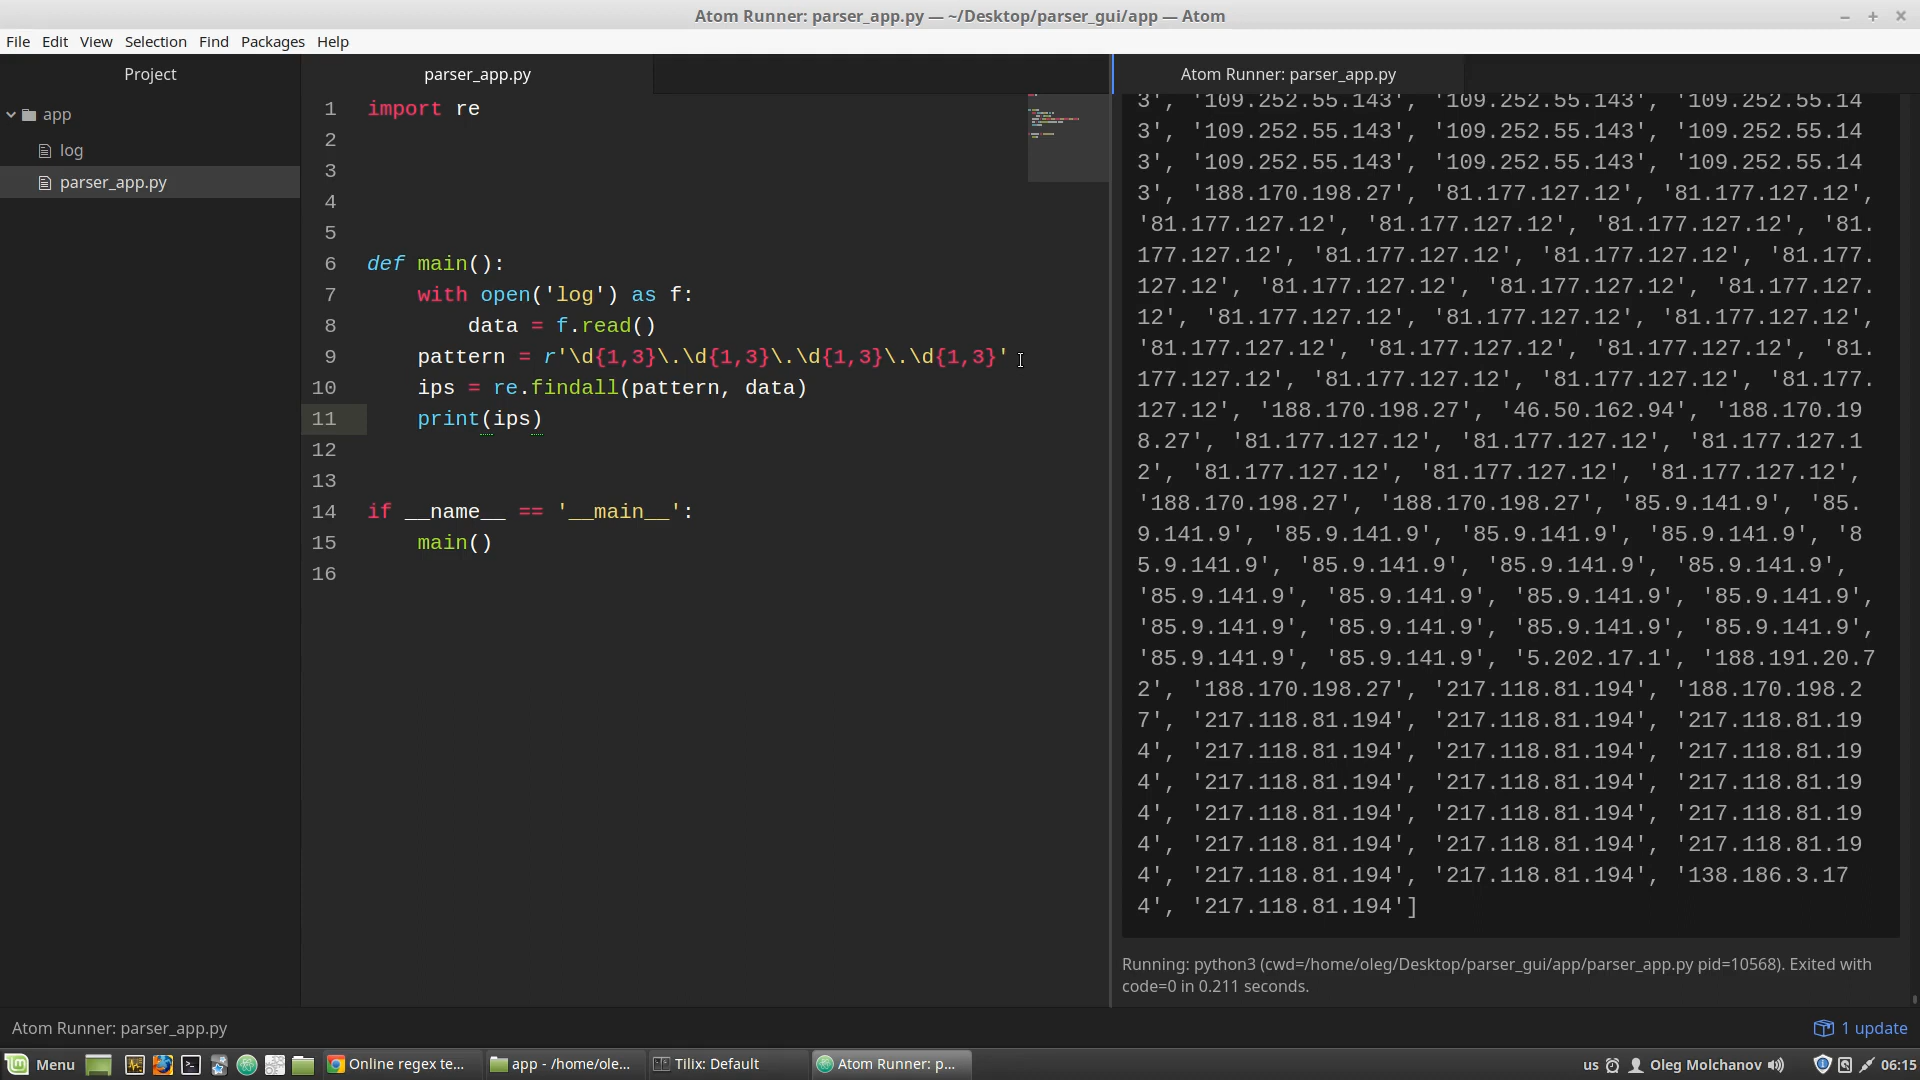 Atom Runner: parser_app.py — ~/Desktop/parser_gui/app — Atom
File Edit View Selection Find Packages Help
Project
app
log
parser_app.py
parser_app.py
1 import re
2
3
4
5
6 def main():
7 with open('log') as f:
8 data = f.read()
9 pattern = r'\d{1,3}\.\d{1,3}\.\d{1,3}\.\d{1,3}'
10 ips = re.findall(pattern, data)
11 print(ips)
12
13
14 if __name__ == '__main__':
15 main()
16
Atom Runner: parser_app.py
3', '109.252.55.143', '109.252.55.143', '109.252.55.14
3', '109.252.55.143', '109.252.55.143', '109.252.55.14
3', '109.252.55.143', '109.252.55.143', '109.252.55.14
3', '188.170.198.27', '81.177.127.12', '81.177.127.12',
'81.177.127.12', '81.177.127.12', '81.177.127.12', '81.
177.127.12', '81.177.127.12', '81.177.127.12', '81.177.
127.12', '81.177.127.12', '81.177.127.12', '81.177.127.
12', '81.177.127.12', '81.177.127.12', '81.177.127.12',
'81.177.127.12', '81.177.127.12', '81.177.127.12', '81.
177.127.12', '81.177.127.12', '81.177.127.12', '81.177.
127.12', '188.170.198.27', '46.50.162.94', '188.170.19
8.27', '81.177.127.12', '81.177.127.12', '81.177.127.1
2', '81.177.127.12', '81.177.127.12', '81.177.127.12',
'188.170.198.27', '188.170.198.27', '85.9.141.9', '85.
9.141.9', '85.9.141.9', '85.9.141.9', '85.9.141.9', '8
5.9.141.9', '85.9.141.9', '85.9.141.9', '85.9.141.9',
'85.9.141.9', '85.9.141.9', '85.9.141.9', '85.9.141.9',
'85.9.141.9', '85.9.141.9', '85.9.141.9', '85.9.141.9',
'85.9.141.9', '85.9.141.9', '5.202.17.1', '188.191.20.7
2', '188.170.198.27', '217.118.81.194', '188.170.198.2
7', '217.118.81.194', '217.118.81.194', '217.118.81.19
4', '217.118.81.194', '217.118.81.194', '217.118.81.19
4', '217.118.81.194', '217.118.81.194', '217.118.81.19
4', '217.118.81.194', '217.118.81.194', '217.118.81.19
4', '217.118.81.194', '217.118.81.194', '217.118.81.19
4', '217.118.81.194', '217.118.81.194', '138.186.3.17
4', '217.118.81.194']
Running: python3 (cwd=/home/oleg/Desktop/parser_gui/app/parser_app.py pid=10568). Exited with
code=0 in 0.211 seconds.
Atom Runner: parser_app.py
1 update
Menu
Online regex te...
app - /home/ole...
Tilix: Default
Atom Runner: p...
us
Oleg Molchanov
06:15